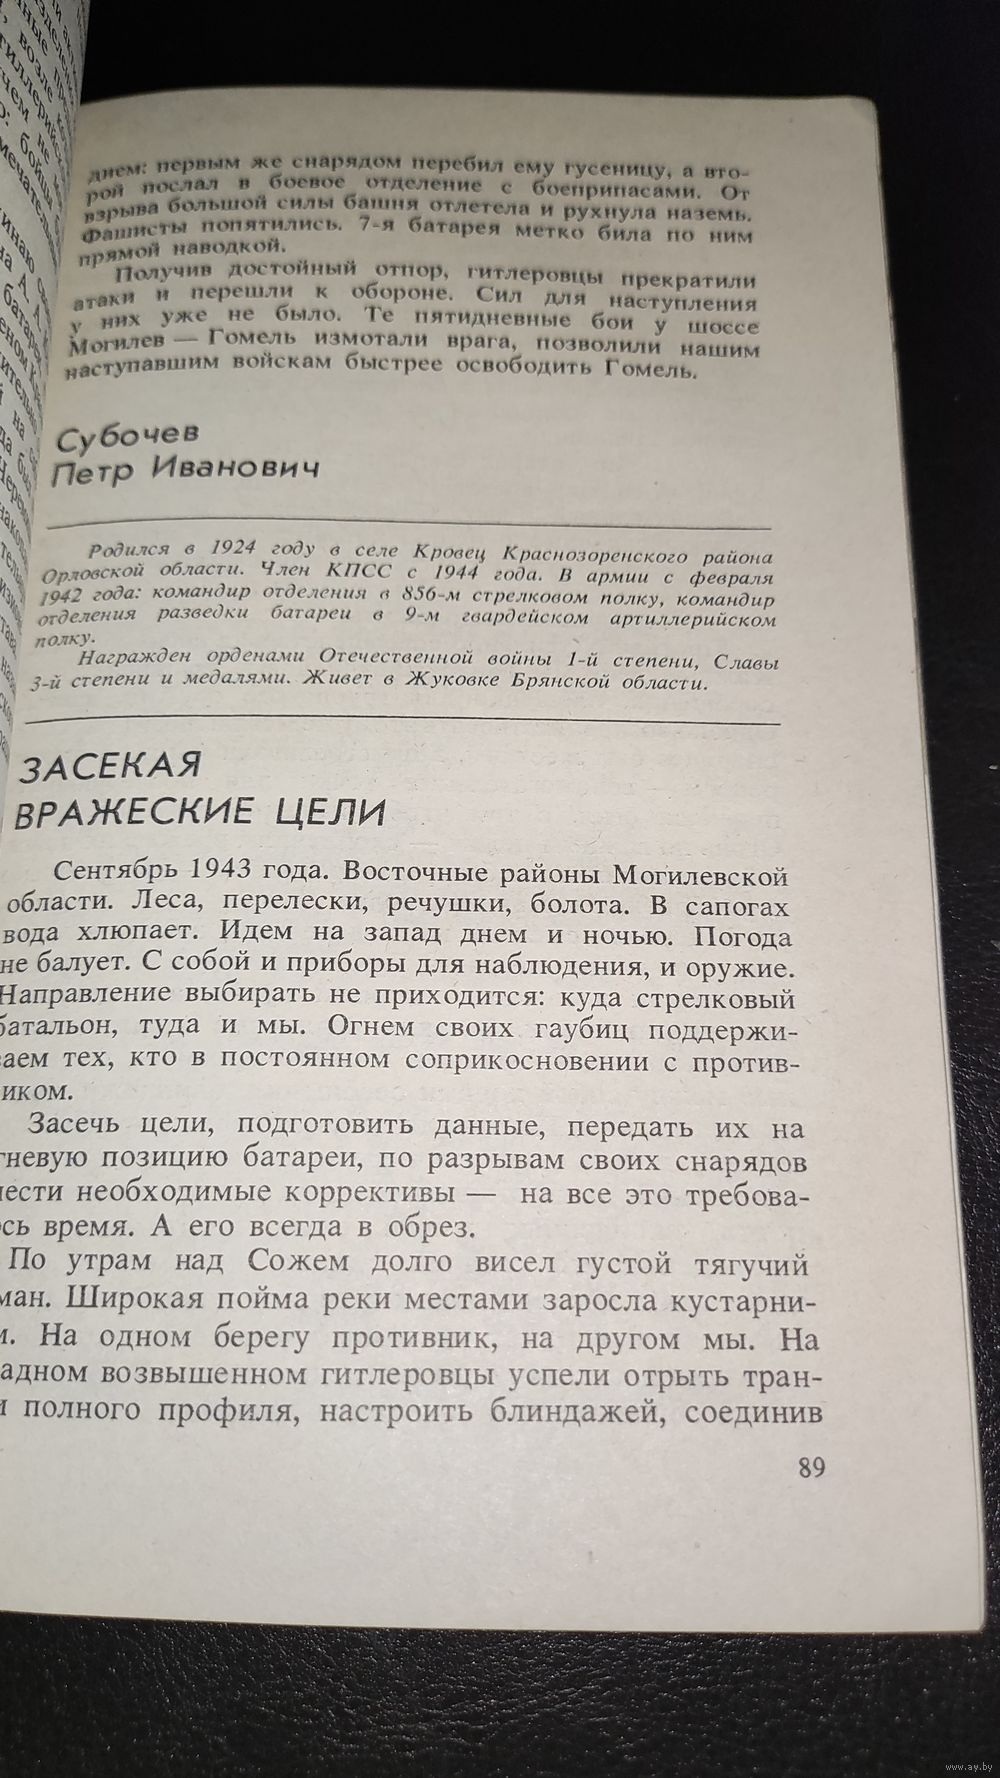 днем: первым же снарядом перебил ему гусеницу, а вто-
рой послал в боевое отделение с боеприпасами. От
взрыва большой силы башня отлетела и рухнула наземь.
Фашисты попятились. 7-я батарея метко била по ним
прямой наводкой.
Получив достойный отпор, гитлеровцы прекратили
атаки и перешли к обороне. Сил для наступления
у них уже не было. Те пятидневные бои у шоссе
Могилев — Гомель измотали врага, позволили нашим
наступавшим войскам быстрее освободить Гомель.
Субочев
Петр Иванович
Родился в 1924 году в селе Кровец Краснозоренского района
Орловской области. Член КПСС с 1944 года. В армии с февраля
1942 года: командир отделения в 856-м стрелковом полку, командир
отделения разведки батареи в 9-м гвардейском артиллерийском
полку.
Награжден орденами Отечественной войны 1-й степени, Славы
3-й степени и медалями. Живет в Жуковке Брянской области.
ЗАСЕКАЯ
ВРАЖЕСКИЕ ЦЕЛИ
Сентябрь 1943 года. Восточные районы Могилевской
области. Леса, перелески, речушки, болота. В сапогах
вода хлюпает. Идем на запад днем и ночью. Погода
не балует. С собой и приборы для наблюдения, и оружие.
Направление выбирать не приходится: куда стрелковый
батальон, туда и мы. Огнем своих гаубиц поддержи-
ваем тех, кто в постоянном соприкосновении с против-
иком.
Засечь цели, подготовить данные, передать их на
гневую позицию батареи, по разрывам своих снарядов
нести необходимые коррективы — на все это требова-
сь время. А его всегда в обрез.
По утрам над Сожем долго висел густой тягучий
ман. Широкая пойма реки местами заросла кустарни-
м. На одном берегу противник, на другом мы. На
адном возвышенном гитлеровцы успели отрыть тран-
и полного профиля, настроить блиндажей, соединив
89
www.ay.by